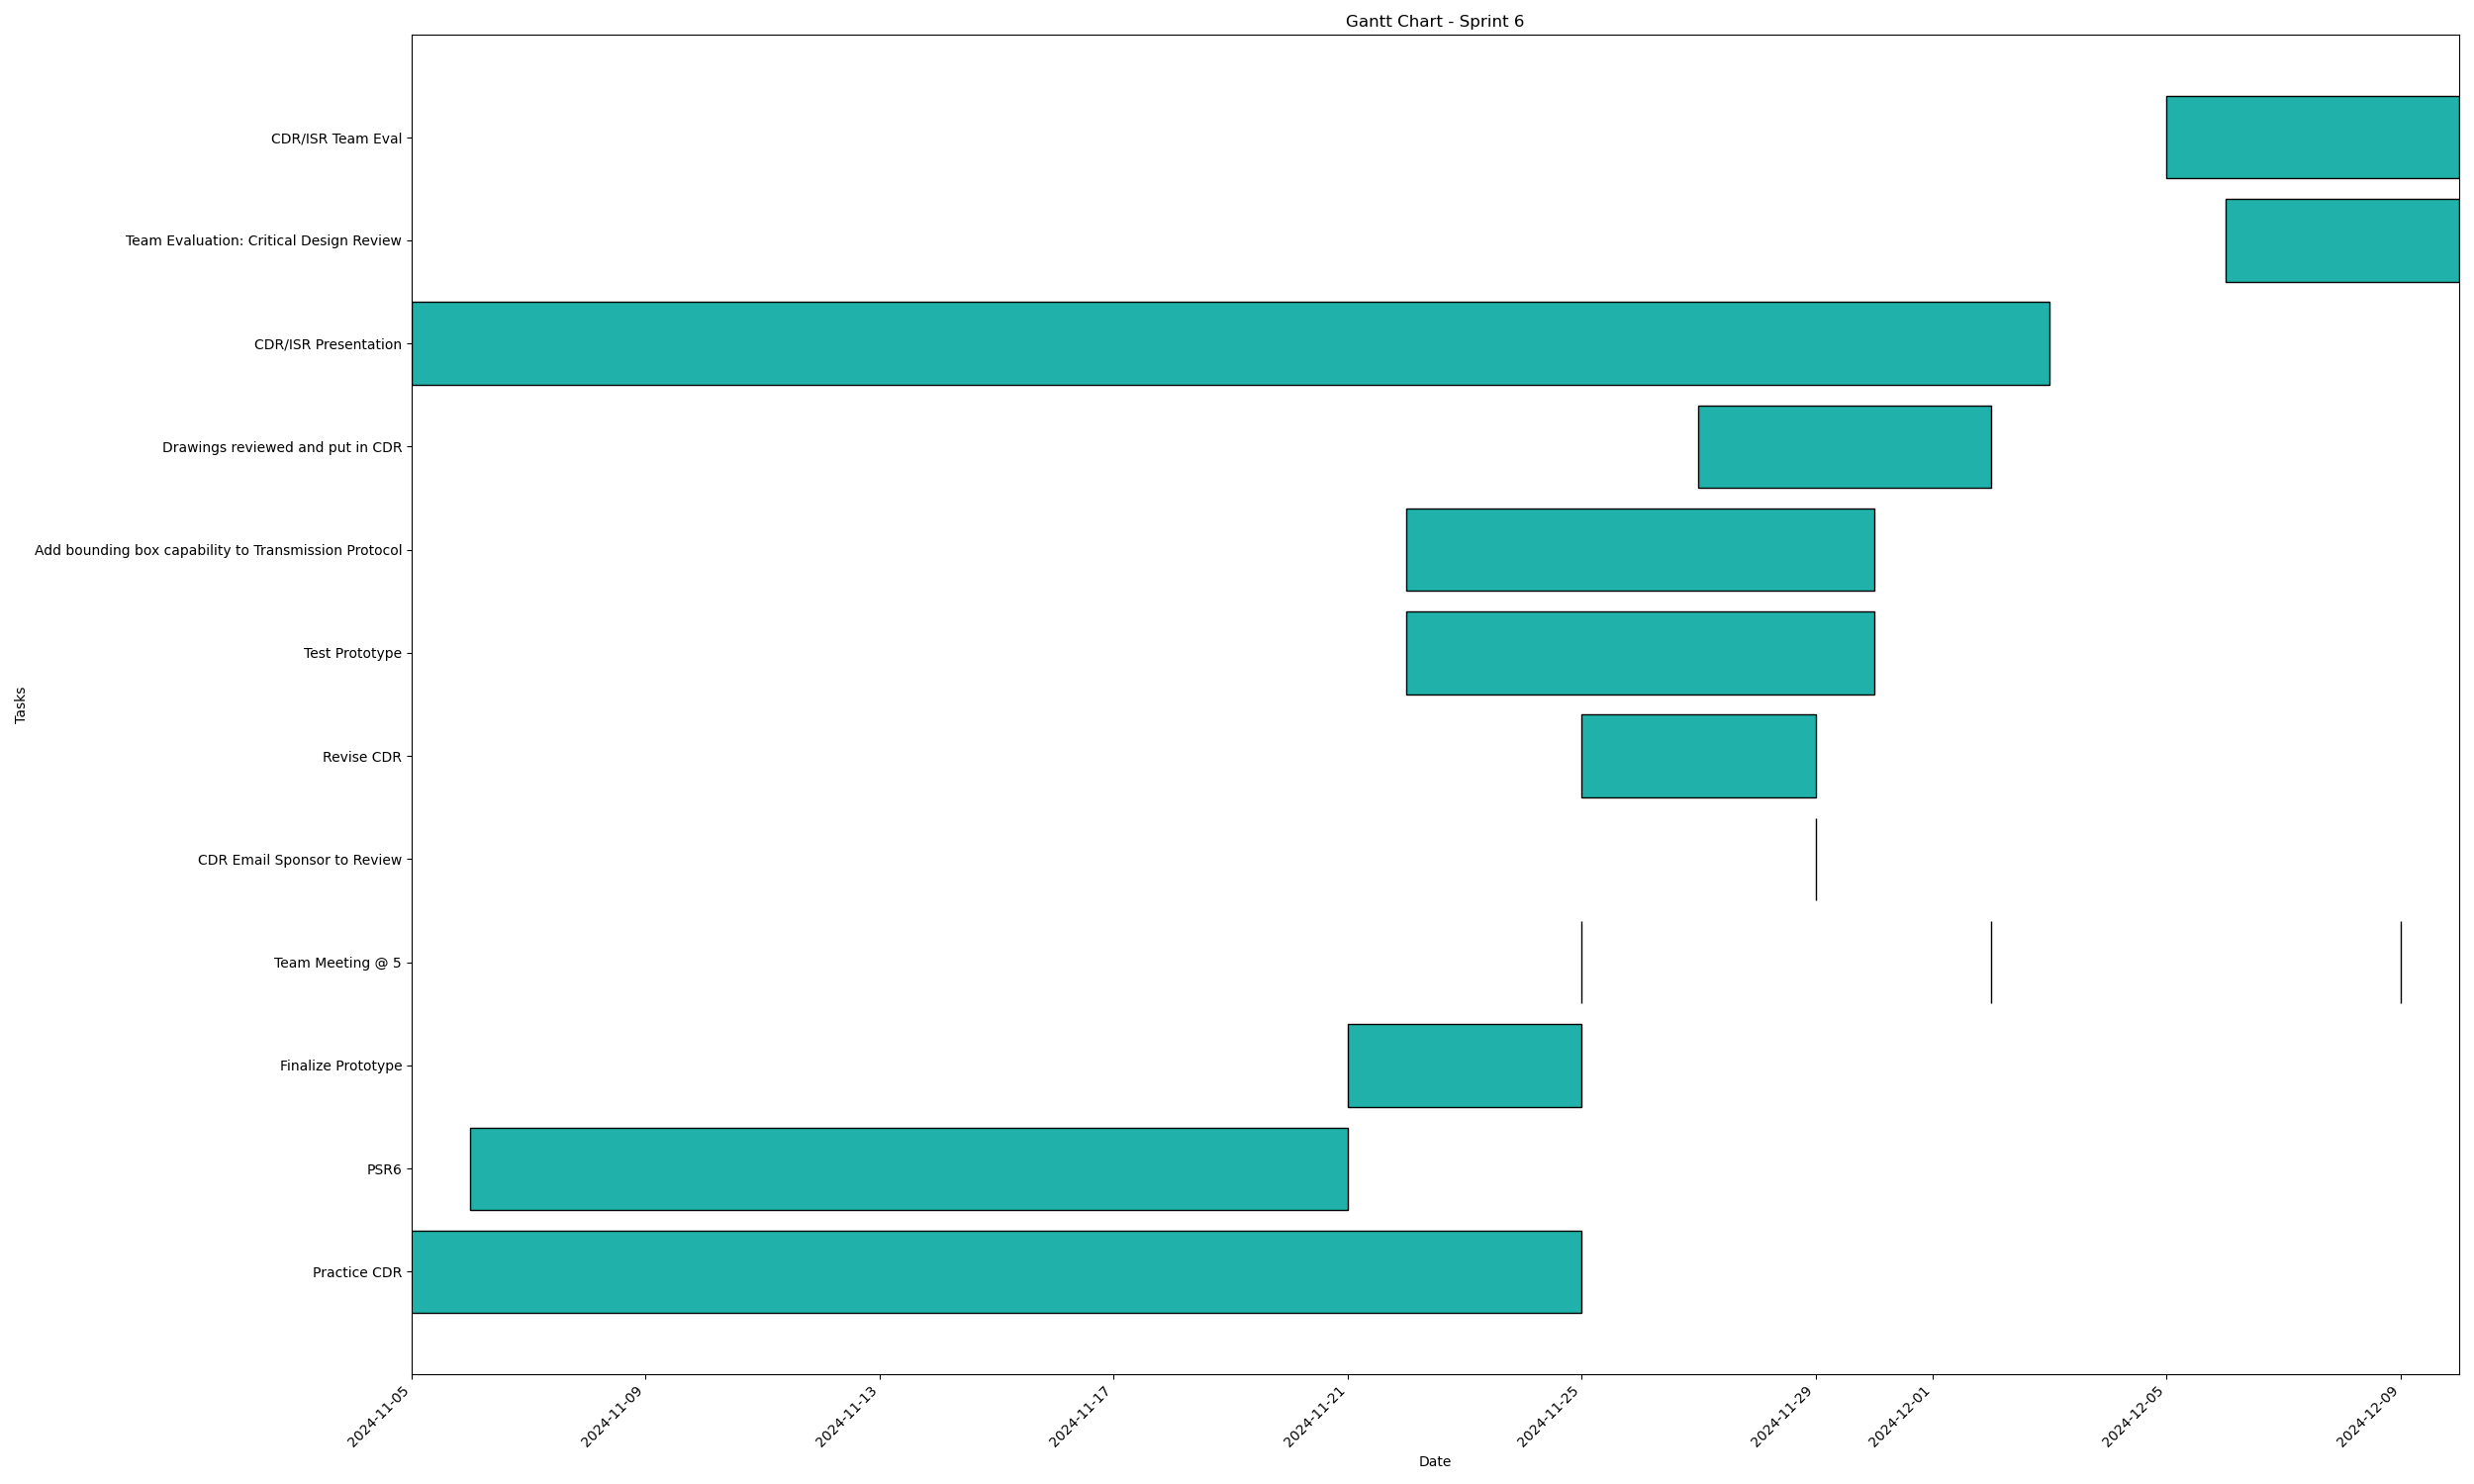 Gantt Chart - Sprint 6
CDR/ISR Team Eval
Team Evaluation: Critical Design Review
CDR/ISR Presentation
Drawings reviewed and put in CDR
Add bounding box capability to Transmission Protocol
Test Prototype
Revise CDR
CDR Email Sponsor to Review
Team Meeting @ 5
Finalize Prototype
PSR6
Practice CDR
Tasks
2024-11-05
2024-11-09
2024-11-13
2024-11-17
2024-11-21
2024-11-25
2024-11-29
2024-12-01
2024-12-05
2024-12-09
Date